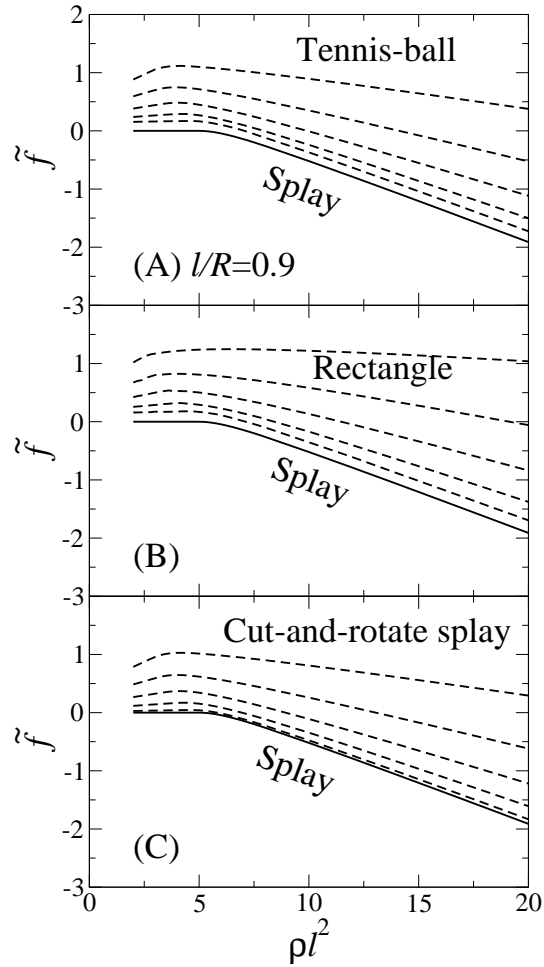 2
Tennis-ball
1
0
f̃
-1
Splay
-2
(A) l/R=0.9
-3
1
Rectangle
0
f̃
-1
Splay
-2
(B)
-3
Cut-and-rotate splay
1
0
f̃
-1
Splay
-2
(C)
-3
0 5 10 15 20
ρl²